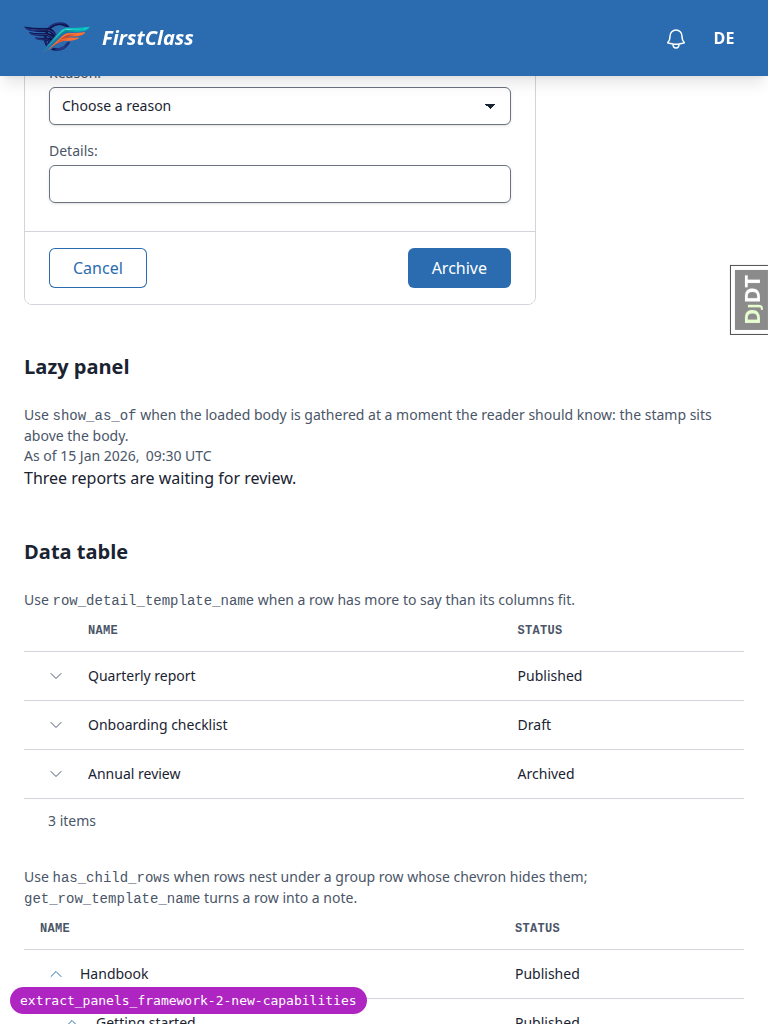 FirstClass
DE
Reason:
Choose a reason
Details:
Cancel
Archive
DjDT
Lazy panel
Use show_as_of when the loaded body is gathered at a moment the reader should know: the stamp sits
above the body.
As of 15 Jan 2026, 09:30 UTC
Three reports are waiting for review.
Data table
Use row_detail_template_name when a row has more to say than its columns fit.
NAME STATUS
Quarterly report Published
Onboarding checklist Draft
Annual review Archived
3 items
Use has_child_rows when rows nest under a group row whose chevron hides them;
get_row_template_name turns a row into a note.
NAME STATUS
Handbook Published
extract_panels_framework-2-new-capabilities
Getting started Published